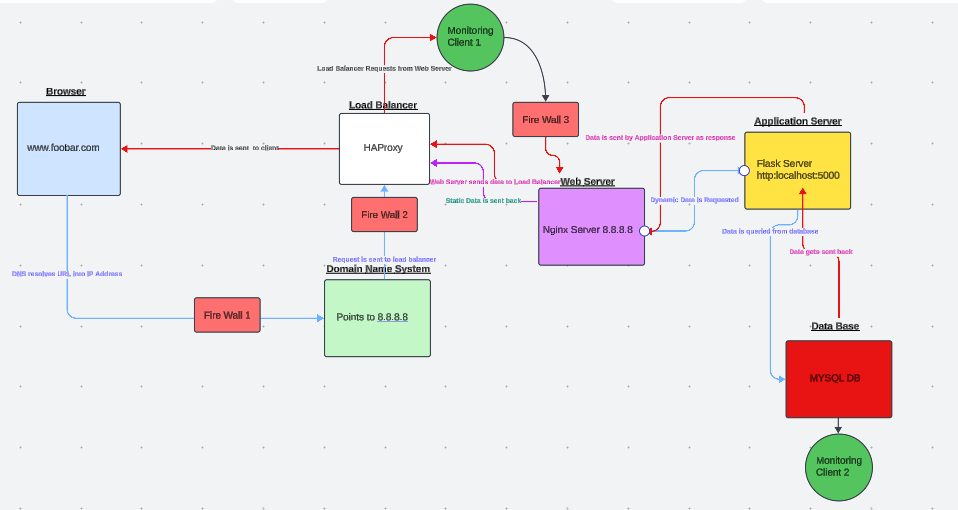 Monitoring
Client 1
Load Balancer Requests from Web Server
Browser
www.foobar.com
Data is sent to client
Load Balancer
HAProxy
Fire Wall 3
Data is sent by Application Server as response
Application Server
Flask Server
http:localhost:5000
Web Server sends data to Load Balancer
Static Data is sent back
Web Server
Nginx Server 8.8.8.8
Dynamic Data is Requested
Fire Wall 2
Data is queried from database
Data gets sent back
Request is sent to load balancer
Domain Name System
Points to 8.8.8.8
DNS resolves URL into IP Address
Fire Wall 1
Data Base
MYSQL DB
Monitoring
Client 2